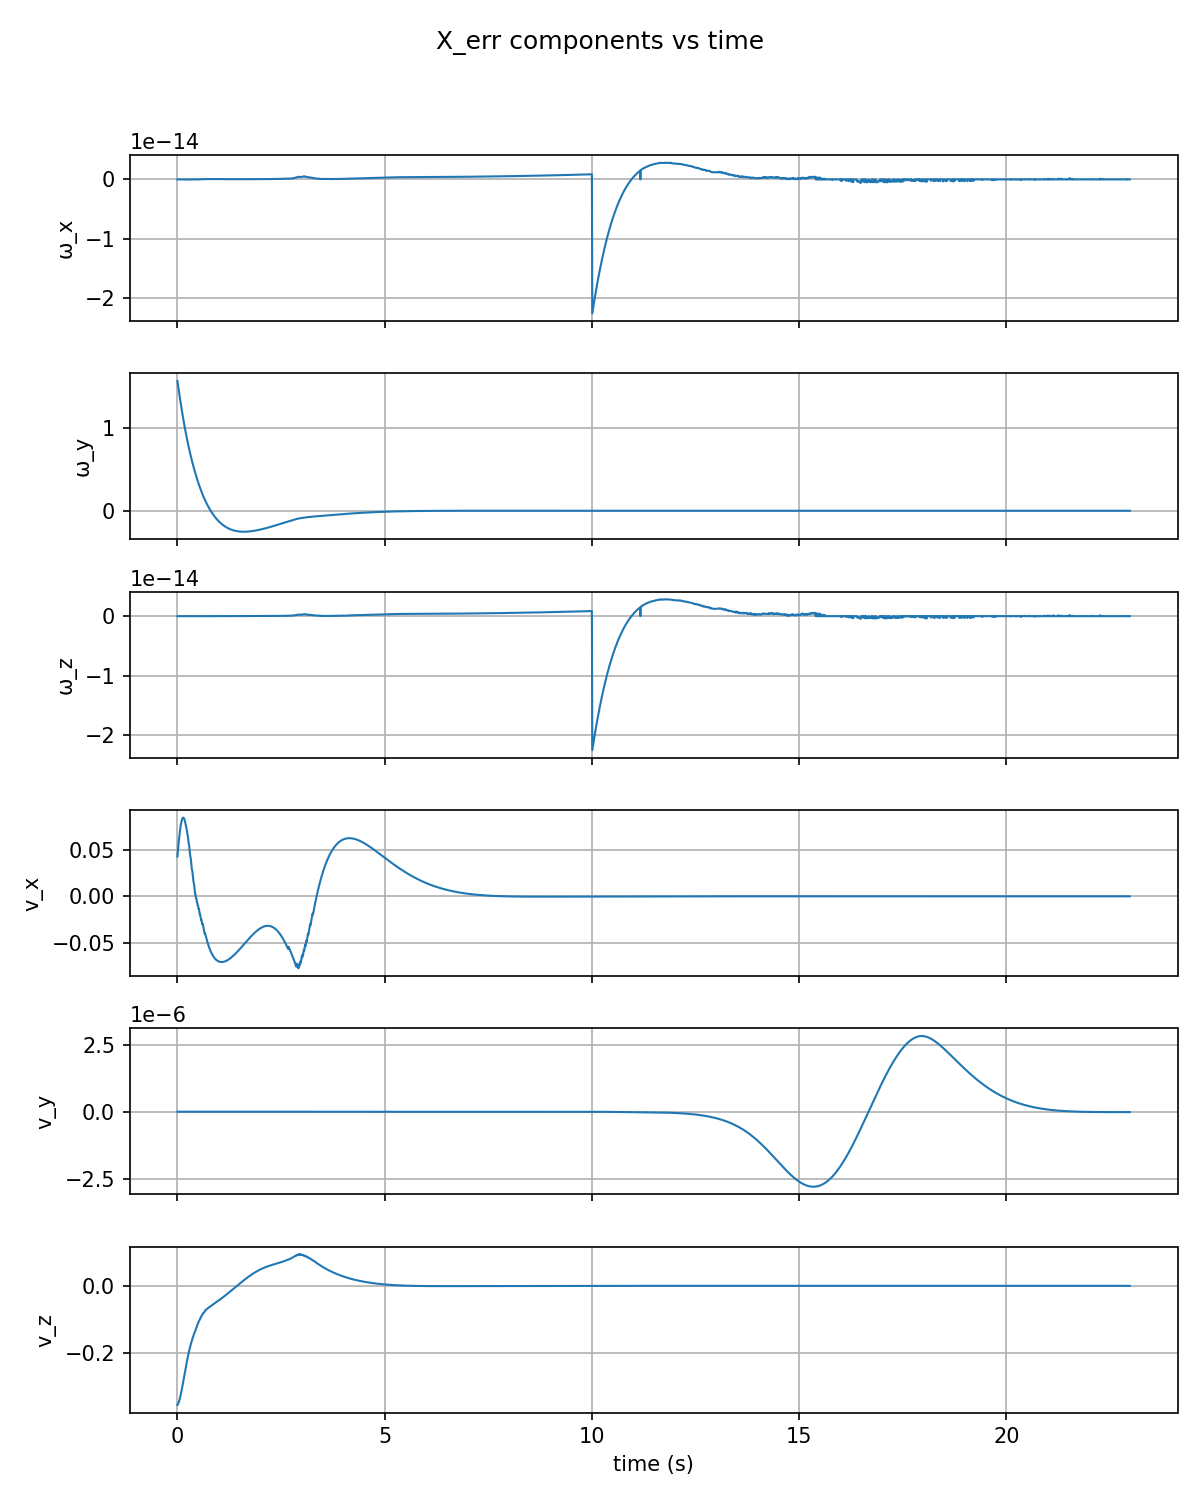 X_err components vs time
1e−14
0
−1
−2
ω_x
1
0
ω_y
1e−14
0
−1
−2
ω_z
0.05
0.00
−0.05
v_x
1e−6
2.5
0.0
−2.5
v_y
0.0
−0.2
v_z
0 5 10 15 20
time (s)